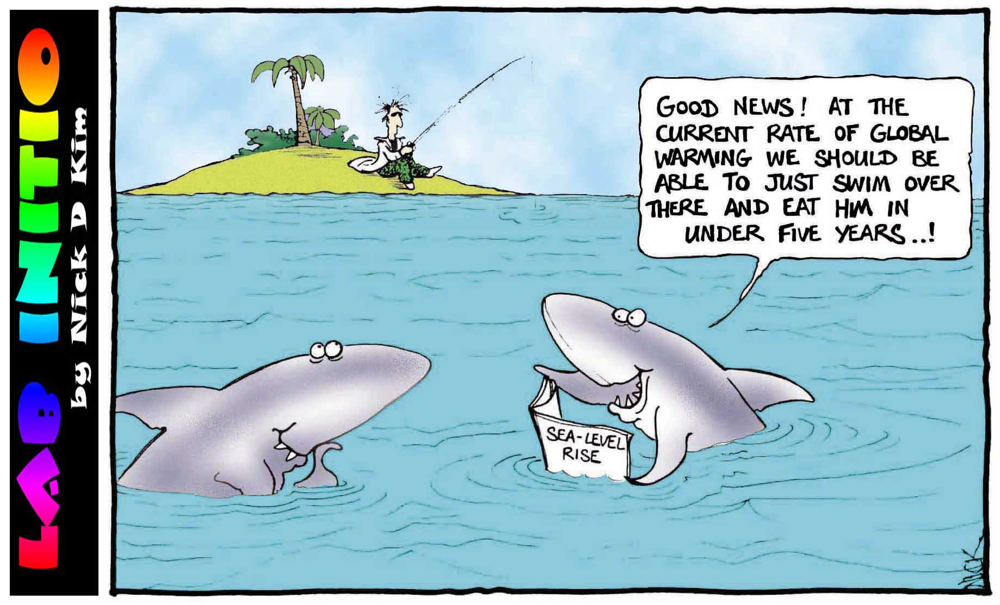 LAB INITIO
by Nick D Kim
GOOD NEWS! AT THE
CURRENT RATE OF GLOBAL
WARMING WE SHOULD BE
ABLE TO JUST SWIM OVER
THERE AND EAT HIM IN
UNDER FIVE YEARS..!
SEA-LEVEL
RISE
NICK